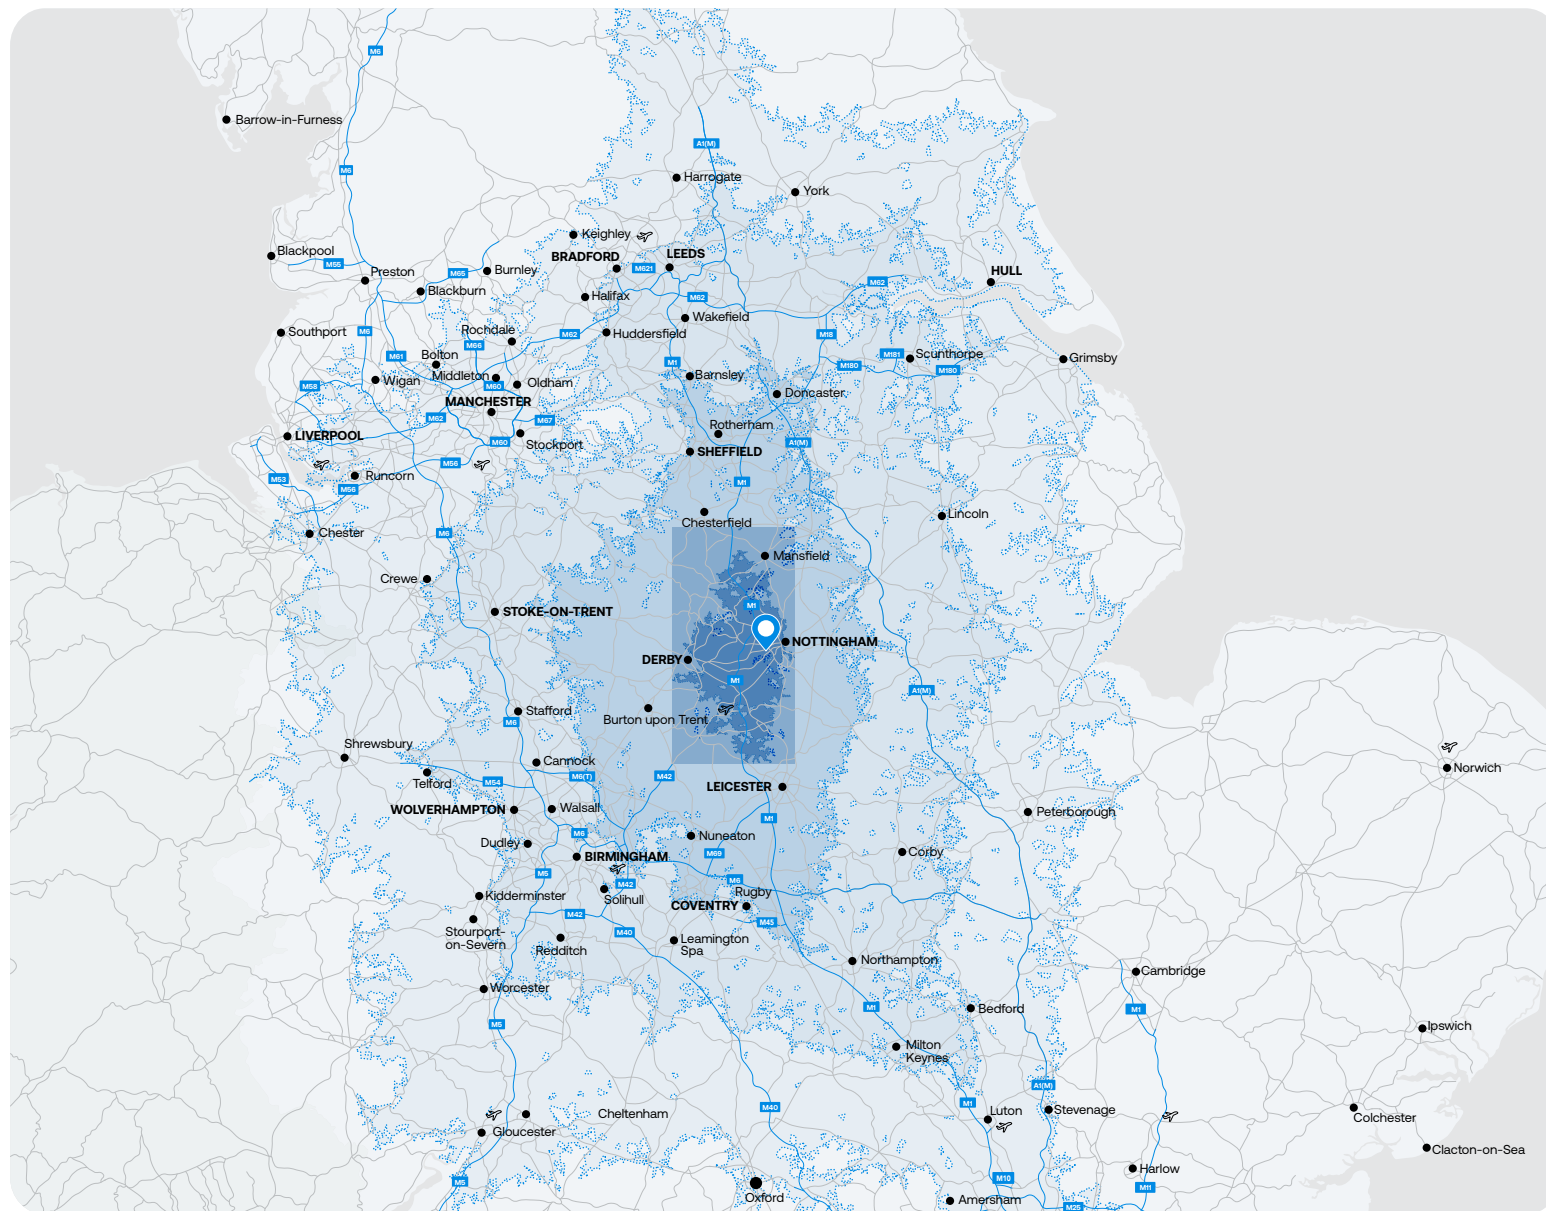 M6
Barrow-in-Furness
A1(M)
M6
Harrogate
York
Keighley
Blackpool
BRADFORD
LEEDS
M55
M621
Preston
M65
Burnley
HULL
M62
Blackburn
Halifax
M62
Wakefield
Southport
M6
Rochdale
M62
Huddersfield
M18
M66
M61
Bolton
M181
Scunthorpe
Grimsby
M1
M180
M180
Middleton
Barnsley
M58
Wigan
M60
Oldham
Doncaster
MANCHESTER
M62
M67
Rotherham
LIVERPOOL
M60
Stockport
A1(M)
SHEFFIELD
M56
M53
Runcorn
M1
M56
Lincoln
Chesterfield
Chester
M6
Mansfield
Crewe
M1
STOKE-ON-TRENT
NOTTINGHAM
DERBY
M1
A1(M)
Stafford
M6
Burton upon Trent
Shrewsbury
Cannock
Norwich
M6(T)
M42
Telford
M54
LEICESTER
WOLVERHAMPTON
Walsall
Peterborough
M1
M6
Nuneaton
Dudley
M69
Corby
BIRMINGHAM
M5
M6
M42
Rugby
Kidderminster
Solihull
COVENTRY
M42
M45
Stourport-
on-Severn
M40
Leamington
Spa
Redditch
Northampton
Cambridge
Worcester
M1
Bedford
M1
M5
Ipswich
Milton
Keynes
A1(M)
M1
M40
Luton
Stevenage
Cheltenham
Colchester
Gloucester
Clacton-on-Sea
Harlow
M5
M10
M11
Oxford
Amersham
M25